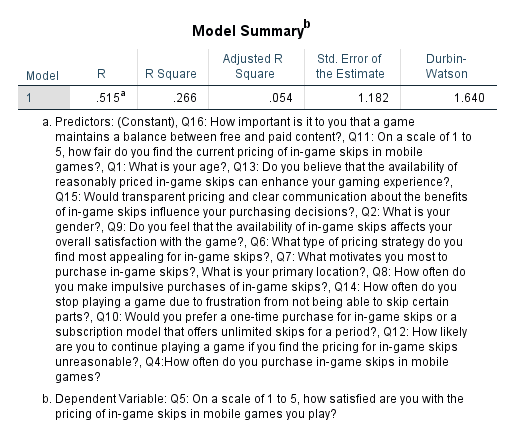 Model Summaryb
Model R R Square Adjusted R Square Std. Error of the Estimate Durbin-Watson
1 .515a .266 .054 1.182 1.640
a. Predictors: (Constant), Q16: How important is it to you that a game
maintains a balance between free and paid content?, Q11: On a scale of 1 to
5, how fair do you find the current pricing of in-game skips in mobile
games?, Q1: What is your age?, Q13: Do you believe that the availability of
reasonably priced in-game skips can enhance your gaming experience?,
Q15: Would transparent pricing and clear communication about the benefits
of in-game skips influence your purchasing decisions?, Q2: What is your
gender?, Q9: Do you feel that the availability of in-game skips affects your
overall satisfaction with the game?, Q6: What type of pricing strategy do you
find most appealing for in-game skips?, Q7: What motivates you most to
purchase in-game skips?, What is your primary location?, Q8: How often do
you make impulsive purchases of in-game skips?, Q14: How often do you
stop playing a game due to frustration from not being able to skip certain
parts?, Q10: Would you prefer a one-time purchase for in-game skips or a
subscription model that offers unlimited skips for a period?, Q12: How likely
are you to continue playing a game if you find the pricing for in-game skips
unreasonable?, Q4:How often do you purchase in-game skips in mobile
games?
b. Dependent Variable: Q5: On a scale of 1 to 5, how satisfied are you with the
pricing of in-game skips in mobile games you play?